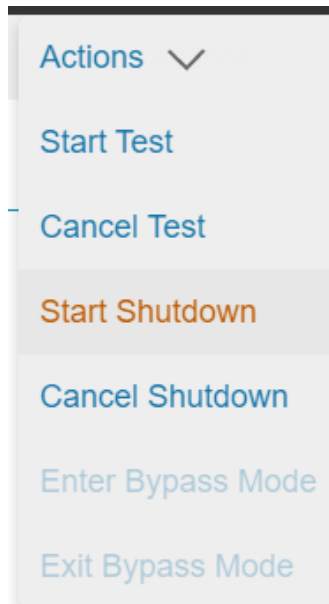 Actions
Start Test
Cancel Test
Start Shutdown
Cancel Shutdown
Enter Bypass Mode
Exit Bypass Mode